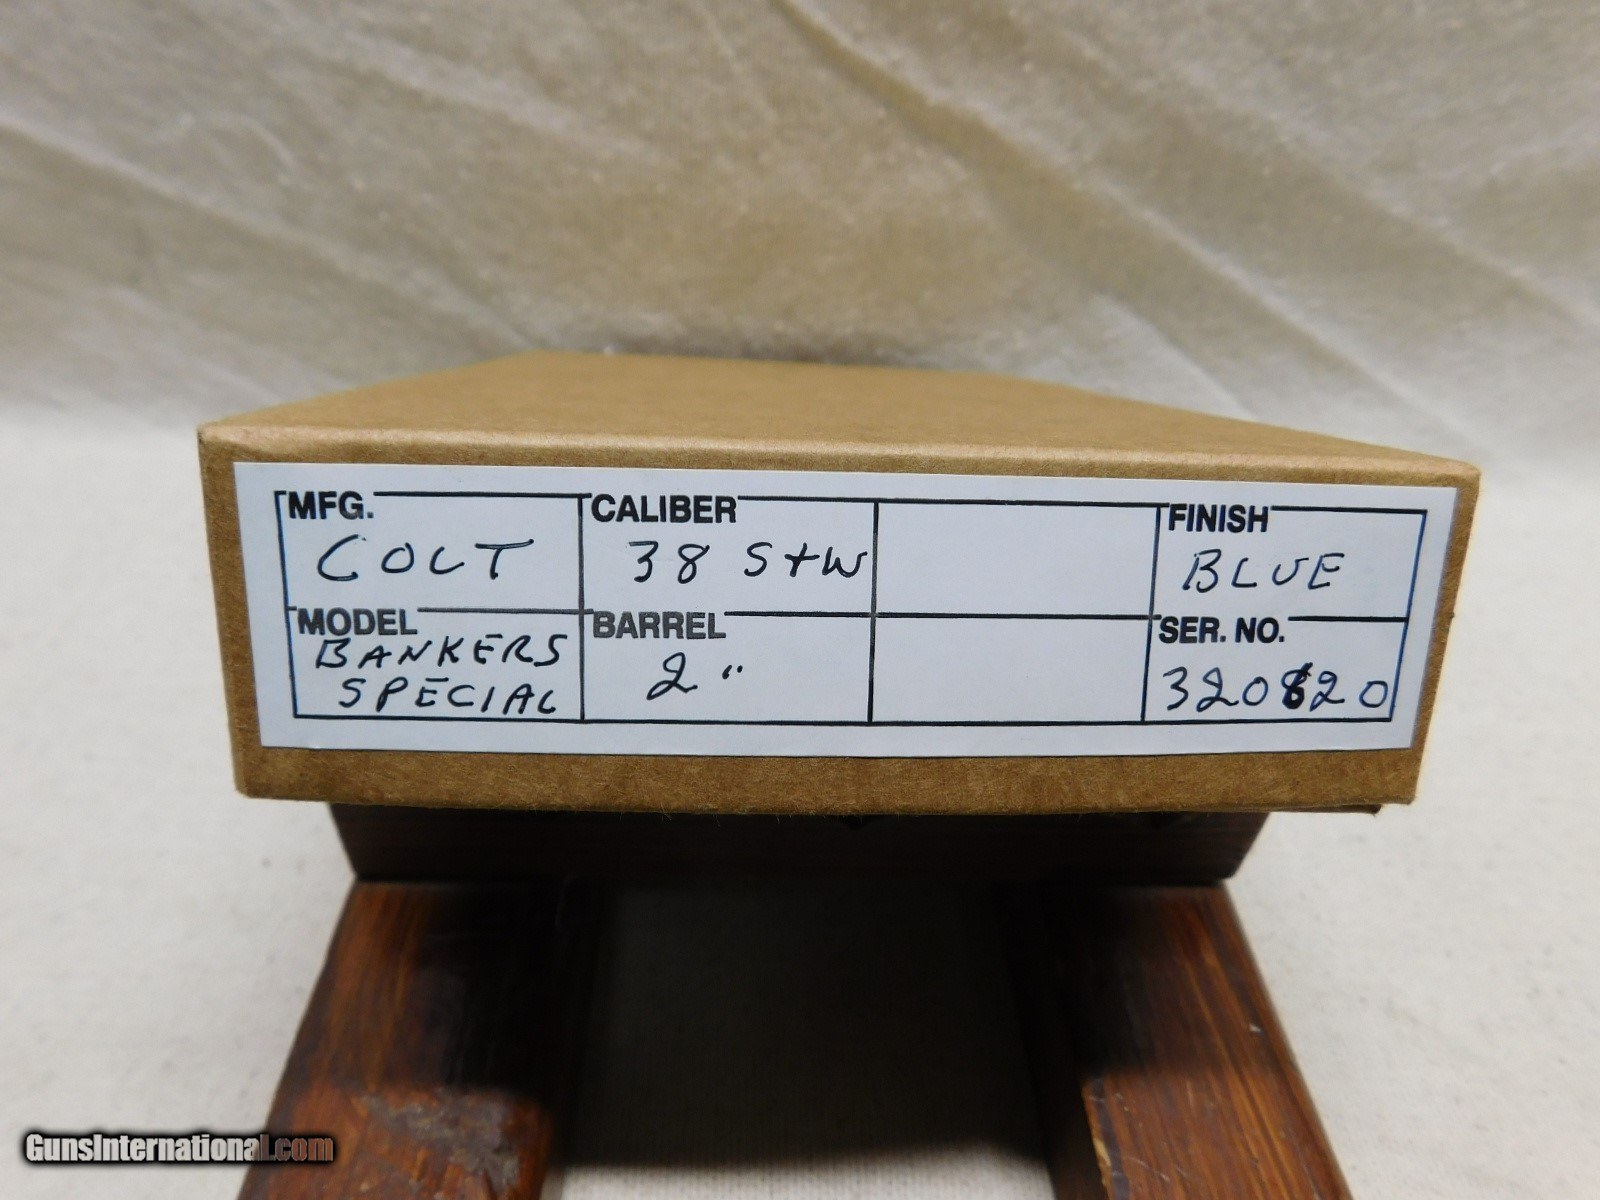 MFG. CALIBER FINISH
COLT 38 S+W BLUE
MODEL BARREL SER. NO.
BANKERS
SPECIAL 2" 320820
GunsInternational.com